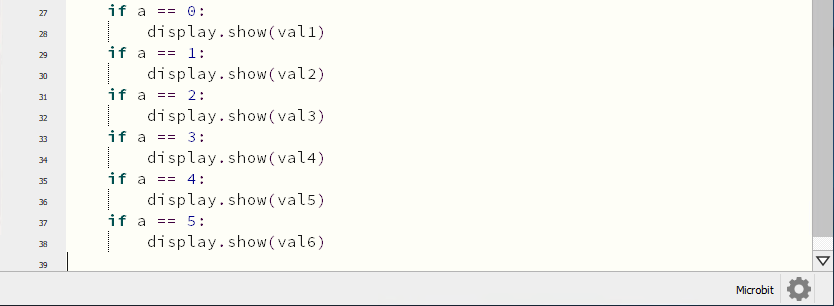 27 if a == 0:
28 display.show(val1)
29 if a == 1:
30 display.show(val2)
31 if a == 2:
32 display.show(val3)
33 if a == 3:
34 display.show(val4)
35 if a == 4:
36 display.show(val5)
37 if a == 5:
38 display.show(val6)
39
Microbit